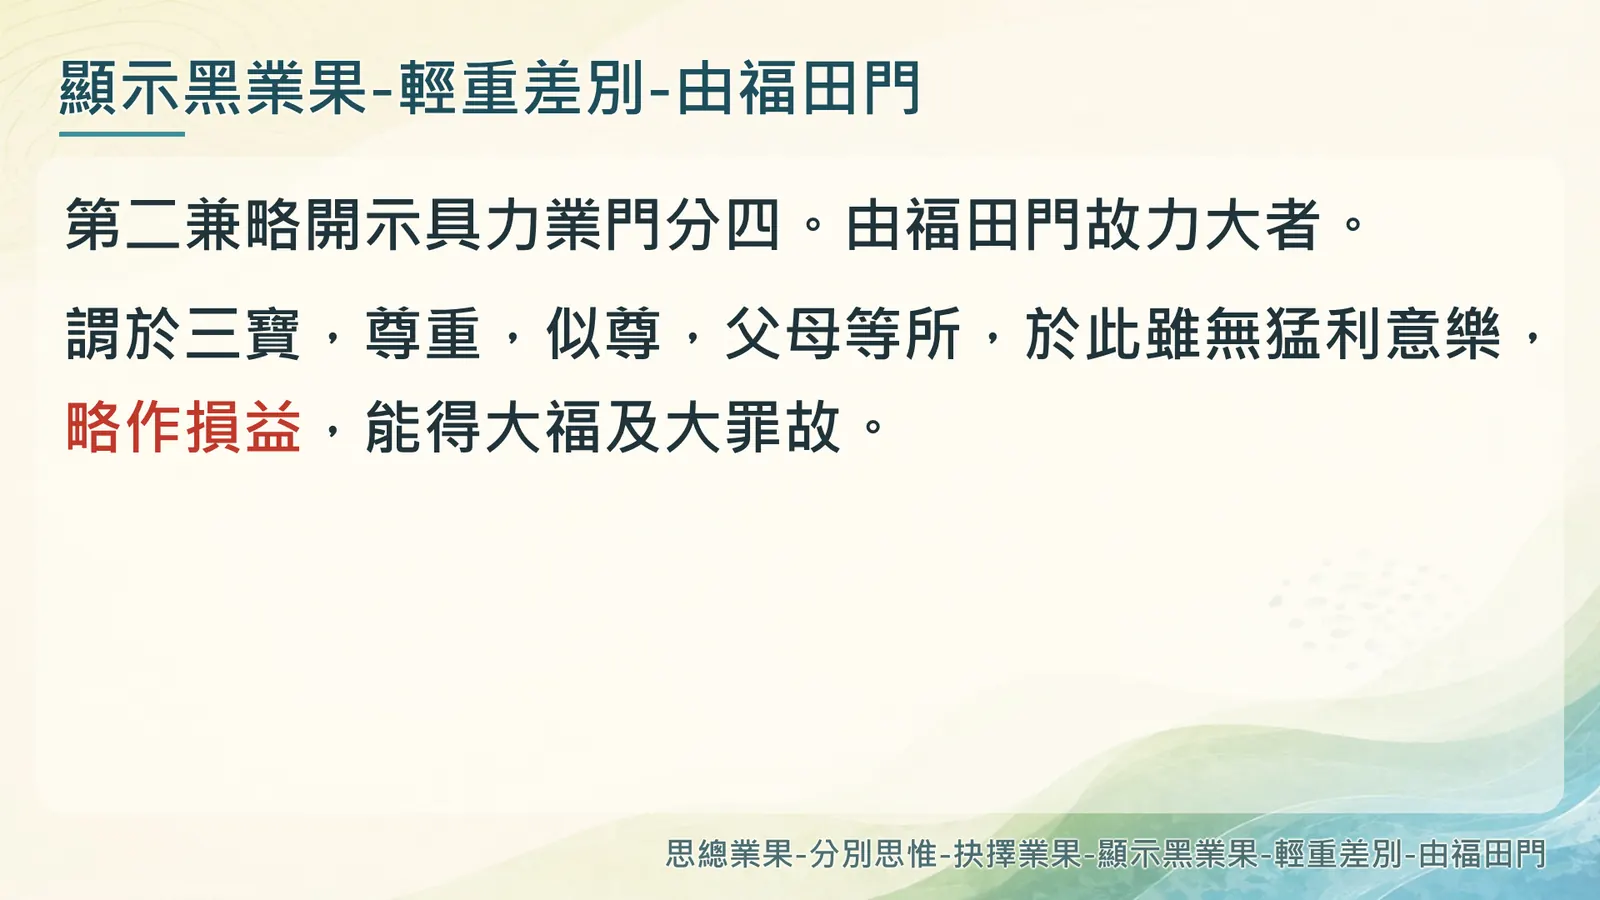 顯示黑業果-輕重差別-由福田門
第二兼略開示具力業門分四。由福田門故力大者。
謂於三寶，尊重，似尊，父母等所，於此雖無猛利意樂，
略作損益，能得大福及大罪故。
思總業果-分別思惟-抉擇業果-顯示黑業果-輕重差別-由福田門